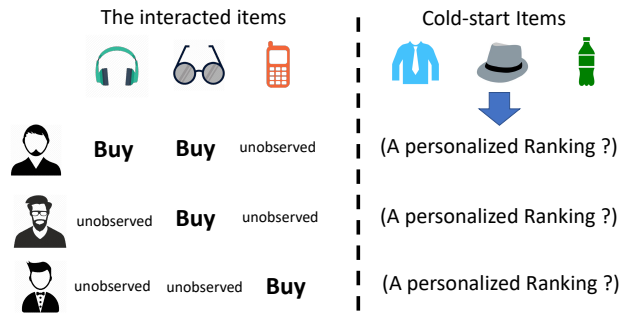 The interacted items
Cold-start Items
Buy Buy unobserved (A personalized Ranking ?)
unobserved Buy unobserved (A personalized Ranking ?)
unobserved unobserved Buy (A personalized Ranking ?)